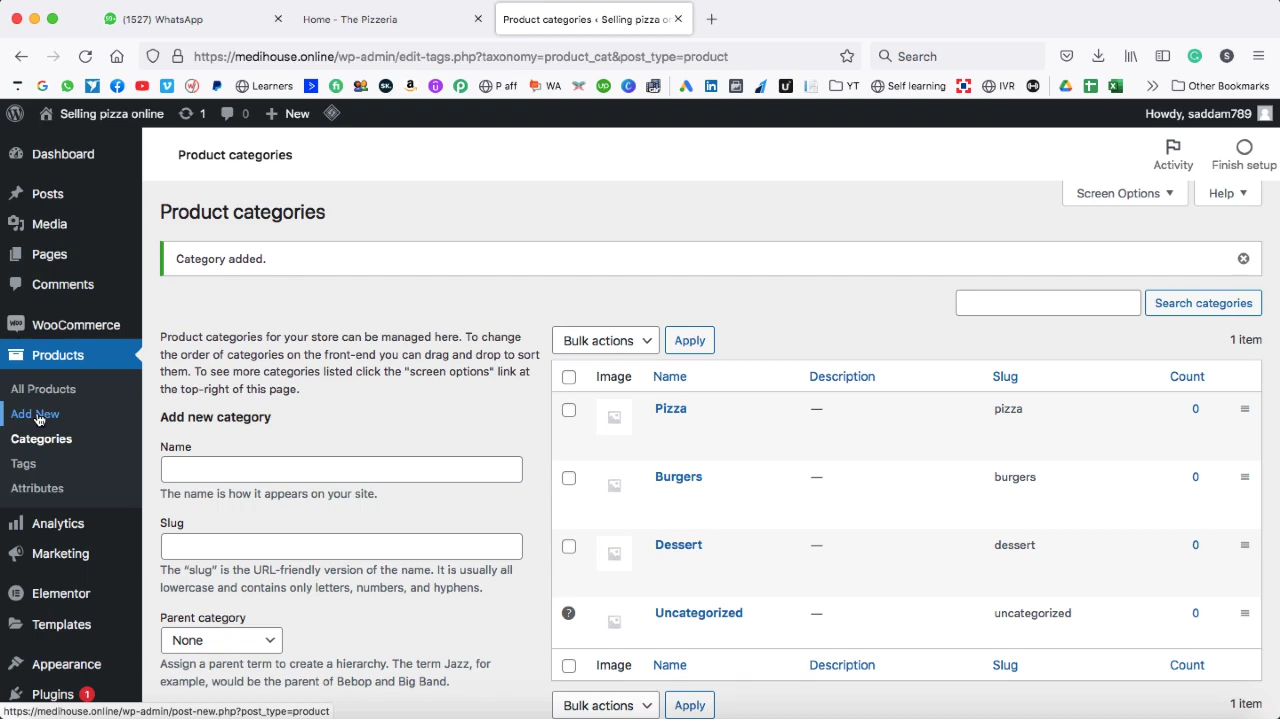 99+ (1527) WhatsApp
Home - The Pizzeria
Product categories ‹ Selling pizza o
https://medihouse.online/wp-admin/edit-tags.php?taxonomy=product_cat&post_type=product
Search
Learners
P aff
WA
YT
Self learning
IVR
Other Bookmarks
Selling pizza online
1
0
New
Howdy, saddam789
Dashboard
Posts
Media
Pages
Comments
WooCommerce
Products
All Products
Add New
Categories
Tags
Attributes
Analytics
Marketing
Elementor
Templates
Appearance
Plugins 1
https://medihouse.online/wp-admin/post-new.php?post_type=product
Product categories
Activity
Finish setup
Screen Options
Help
Product categories
Category added.
Search categories
Product categories for your store can be managed here. To change
the order of categories on the front-end you can drag and drop to sort
them. To see more categories listed click the "screen options" link at
the top-right of this page.
Add new category
Name
The name is how it appears on your site.
Slug
The “slug” is the URL-friendly version of the name. It is usually all
lowercase and contains only letters, numbers, and hyphens.
Parent category
None
Assign a parent term to create a hierarchy. The term Jazz, for
example, would be the parent of Bebop and Big Band.
Bulk actions
Apply
1 item
Image Name Description Slug Count
Pizza — pizza 0
Burgers — burgers 0
Dessert — dessert 0
? Uncategorized — uncategorized 0
Image Name Description Slug Count
Bulk actions
Apply
1 item